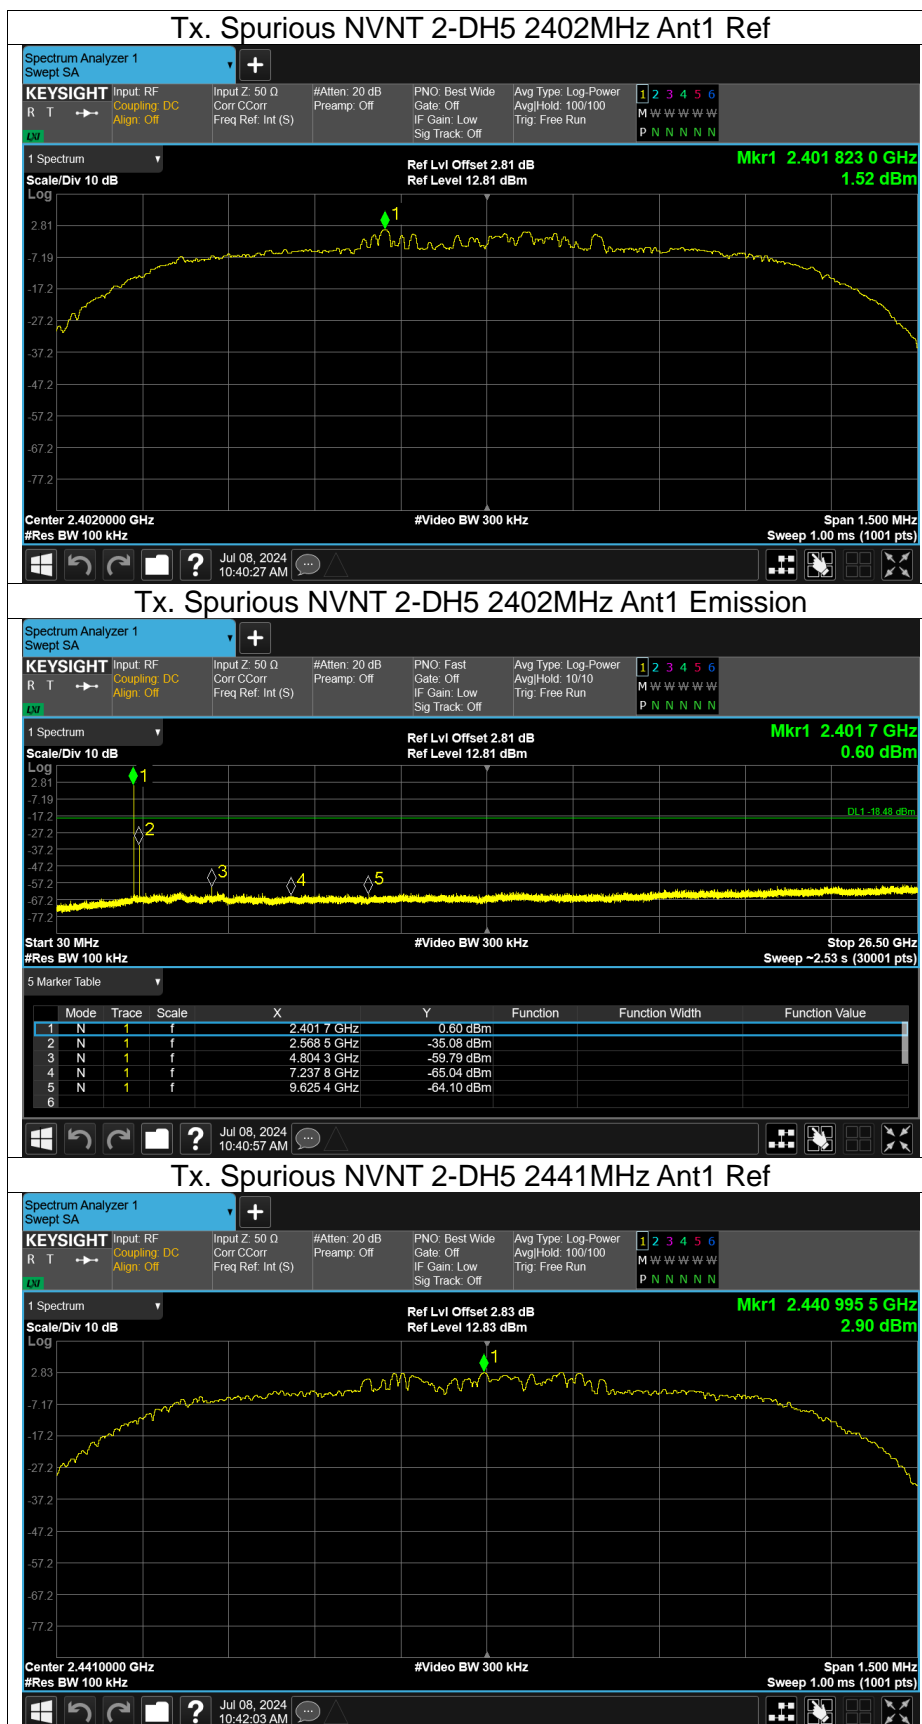 Tx. Spurious NVNT 2-DH5 2402MHz Ant1 Ref
Spectrum Analyzer 1
Swept SA
KEYSIGHT Input: RF Input Z: 50 Ω #Atten: 20 dB PNO: Best Wide Avg Type: Log-Power 1 2 3 4 5 6
R T Coupling: DC Corr CCorr Preamp: Off Gate: Off Avg|Hold: 100/100 M W W W W W
Align: Off Freq Ref: Int (S) IF Gain: Low Trig: Free Run
LXI Sig Track: Off P N N N N N
1 Spectrum Ref Lvl Offset 2.81 dB Mkr1 2.401 823 0 GHz
Scale/Div 10 dB Ref Level 12.81 dBm 1.52 dBm
Log
1
2.81
-7.19
-17.2
-27.2
-37.2
-47.2
-57.2
-67.2
-77.2
Center 2.4020000 GHz #Video BW 300 kHz Span 1.500 MHz
#Res BW 100 kHz Sweep 1.00 ms (1001 pts)
? Jul 08, 2024
10:40:27 AM
Tx. Spurious NVNT 2-DH5 2402MHz Ant1 Emission
Spectrum Analyzer 1
Swept SA
KEYSIGHT Input: RF Input Z: 50 Ω #Atten: 20 dB PNO: Fast Avg Type: Log-Power 1 2 3 4 5 6
R T Coupling: DC Corr CCorr Preamp: Off Gate: Off Avg|Hold: 10/10 M W W W W W
Align: Off Freq Ref: Int (S) IF Gain: Low Trig: Free Run
LXI Sig Track: Off P N N N N N
1 Spectrum Ref Lvl Offset 2.81 dB Mkr1 2.401 7 GHz
Scale/Div 10 dB Ref Level 12.81 dBm 0.60 dBm
Log
1
2.81
-7.19
DL1 -18.48 dBm
-17.2
2
-27.2
-37.2
-47.2
3 4 5
-57.2
-67.2
-77.2
Start 30 MHz #Video BW 300 kHz Stop 26.50 GHz
#Res BW 100 kHz Sweep ~2.53 s (30001 pts)
5 Marker Table
Mode Trace Scale X Y Function Function Width Function Value
1 N 1 f 2.401 7 GHz 0.60 dBm
2 N 1 f 2.568 5 GHz -35.08 dBm
3 N 1 f 4.804 3 GHz -59.79 dBm
4 N 1 f 7.237 8 GHz -65.04 dBm
5 N 1 f 9.625 4 GHz -64.10 dBm
6
? Jul 08, 2024
10:40:57 AM
Tx. Spurious NVNT 2-DH5 2441MHz Ant1 Ref
Spectrum Analyzer 1
Swept SA
KEYSIGHT Input: RF Input Z: 50 Ω #Atten: 20 dB PNO: Best Wide Avg Type: Log-Power 1 2 3 4 5 6
R T Coupling: DC Corr CCorr Preamp: Off Gate: Off Avg|Hold: 100/100 M W W W W W
Align: Off Freq Ref: Int (S) IF Gain: Low Trig: Free Run
LXI Sig Track: Off P N N N N N
1 Spectrum Ref Lvl Offset 2.83 dB Mkr1 2.440 995 5 GHz
Scale/Div 10 dB Ref Level 12.83 dBm 2.90 dBm
Log
1
2.83
-7.17
-17.2
-27.2
-37.2
-47.2
-57.2
-67.2
-77.2
Center 2.4410000 GHz #Video BW 300 kHz Span 1.500 MHz
#Res BW 100 kHz Sweep 1.00 ms (1001 pts)
? Jul 08, 2024
10:42:03 AM